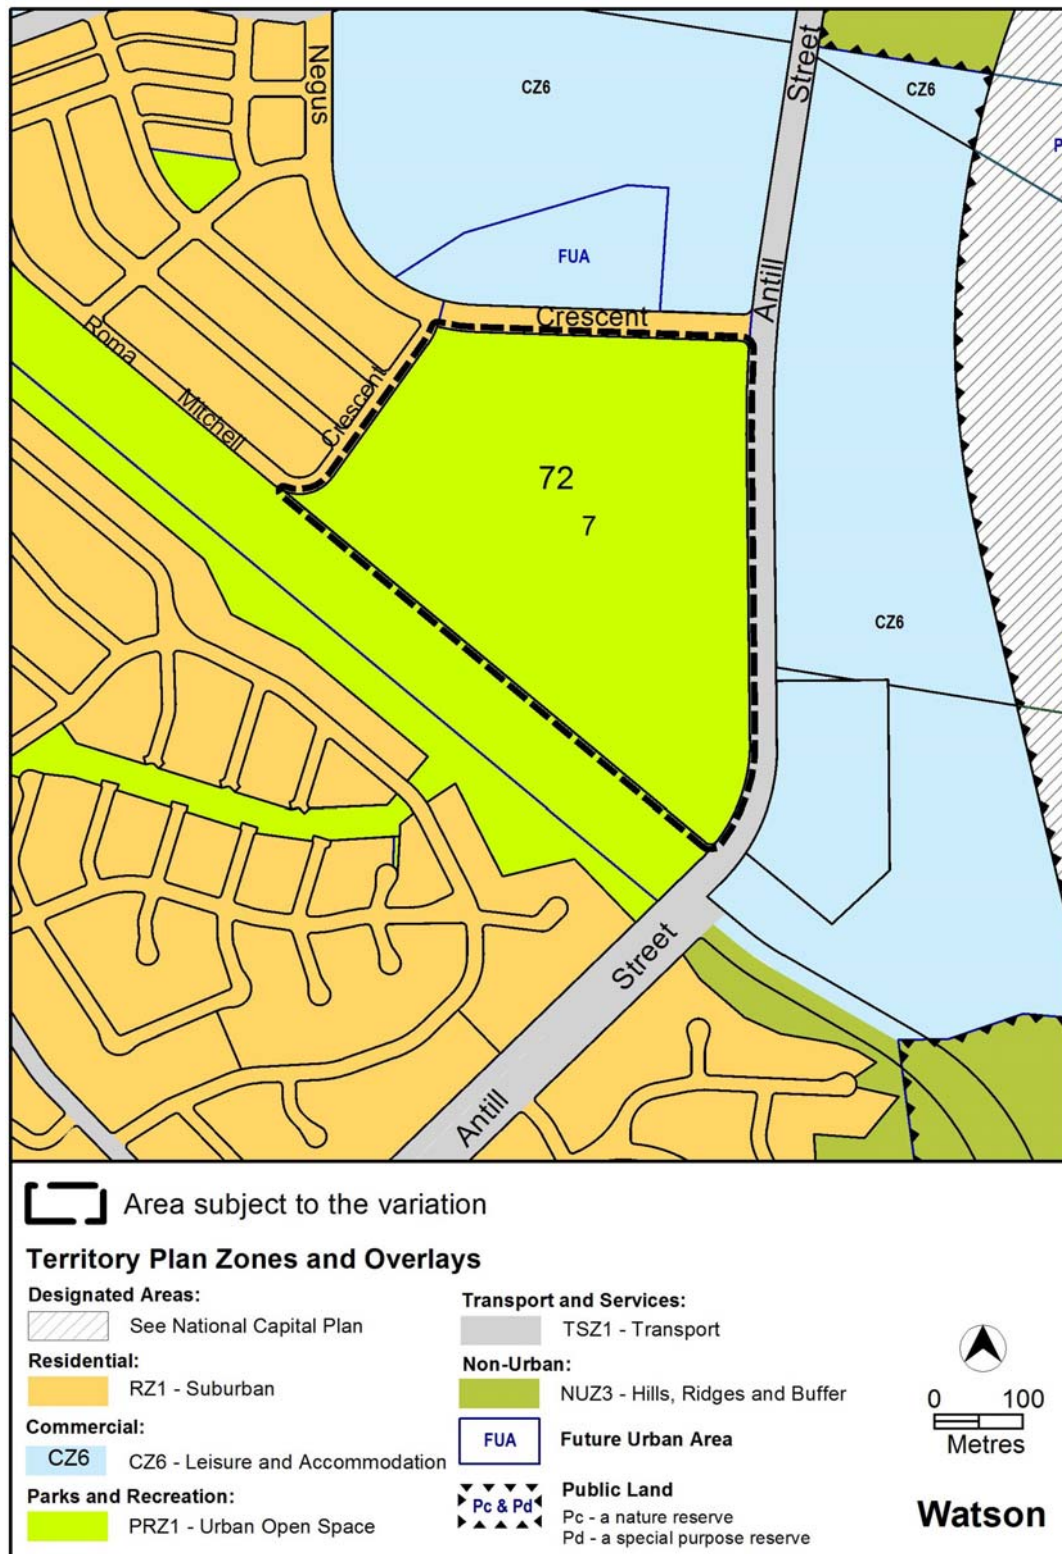 Negus
CZ6
Street
CZ6
P
FUA
Antill
Crescent
Roma
Mitchell
Crescent
72
7
CZ6
Street
Antill
Area subject to the variation
Territory Plan Zones and Overlays
Designated Areas:
See National Capital Plan
Residential:
RZ1 - Suburban
Commercial:
CZ6
CZ6 - Leisure and Accommodation
Parks and Recreation:
PRZ1 - Urban Open Space
Transport and Services:
TSZ1 - Transport
Non-Urban:
NUZ3 - Hills, Ridges and Buffer
FUA
Future Urban Area
Pc & Pd
Public Land
Pc - a nature reserve
Pd - a special purpose reserve
0 100
Metres
Watson